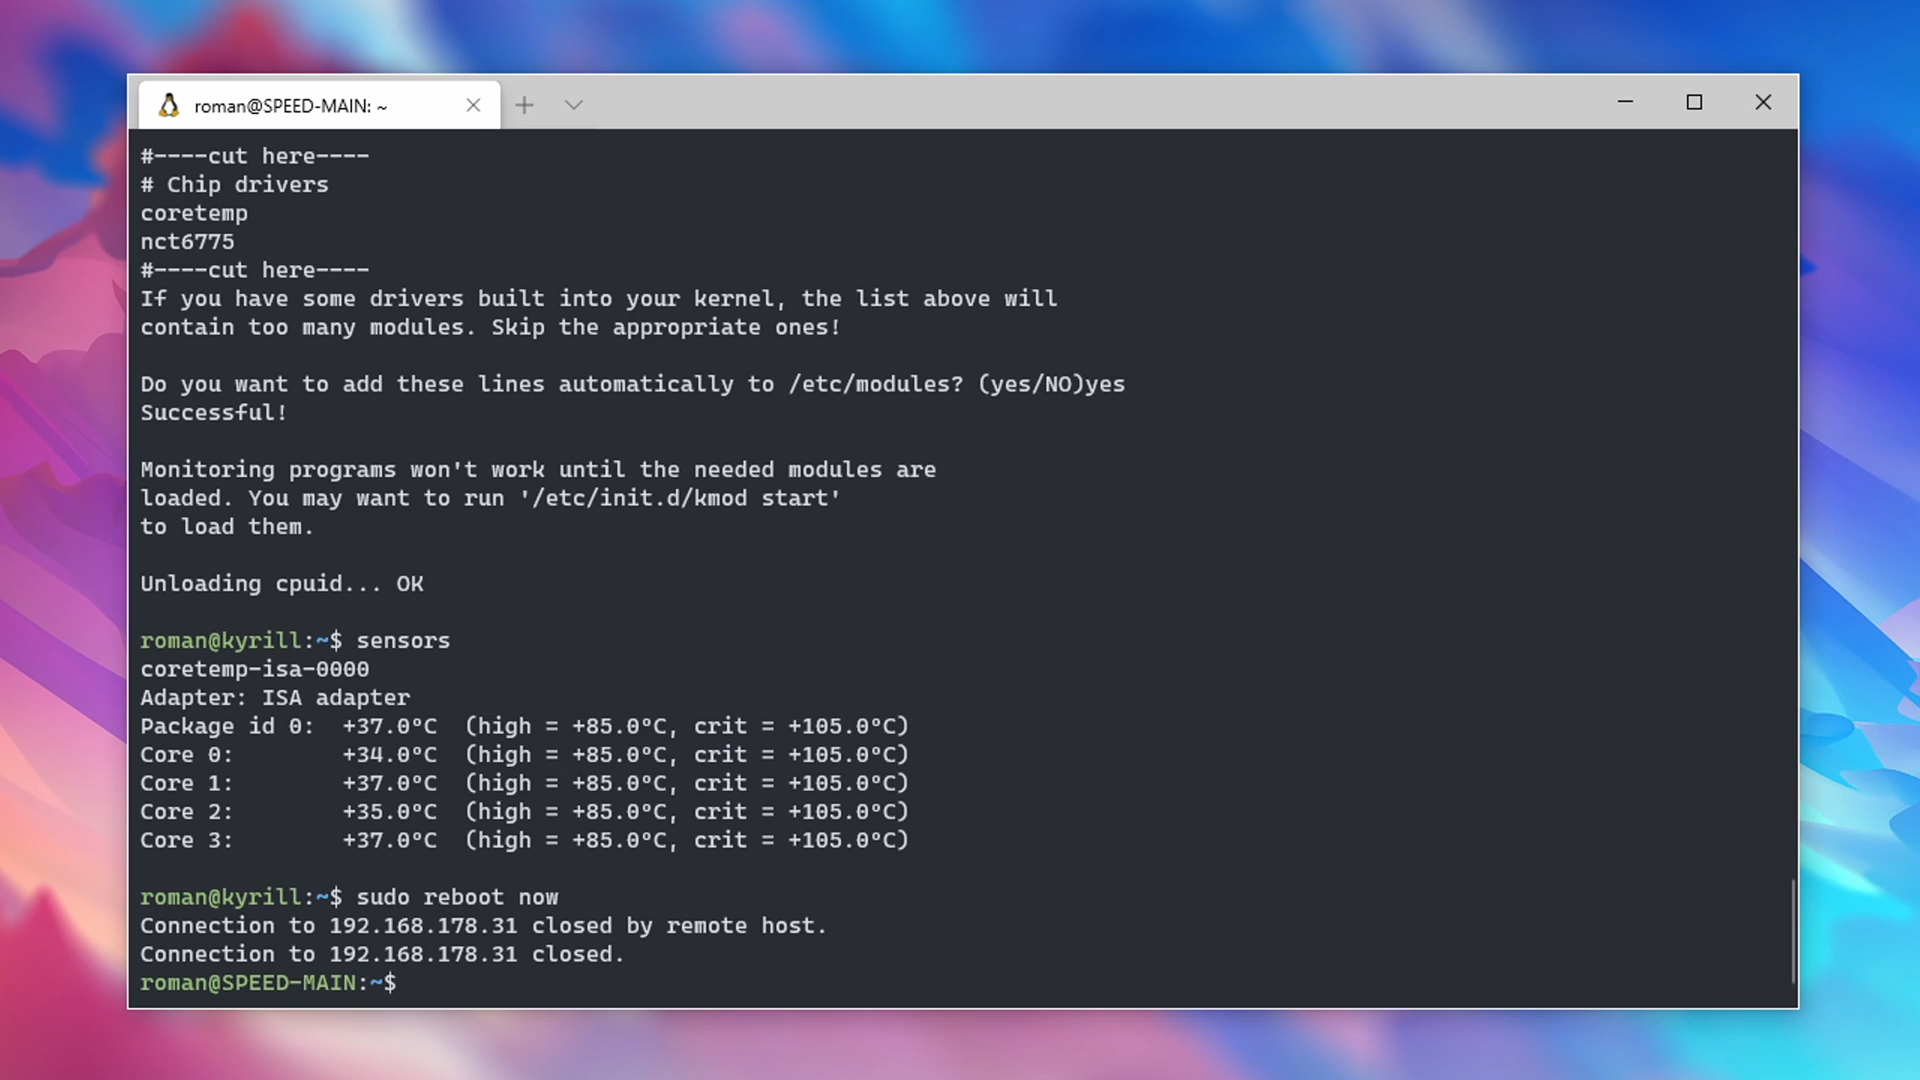 roman@SPEED-MAIN: ~
#----cut here----
# Chip drivers
coretemp
nct6775
#----cut here----
If you have some drivers built into your kernel, the list above will
contain too many modules. Skip the appropriate ones!
Do you want to add these lines automatically to /etc/modules? (yes/NO)yes
Successful!
Monitoring programs won't work until the needed modules are
loaded. You may want to run '/etc/init.d/kmod start'
to load them.
Unloading cpuid... OK
roman@kyrill:~$ sensors
coretemp-isa-0000
Adapter: ISA adapter
Package id 0:  +37.0°C  (high = +85.0°C, crit = +105.0°C)
Core 0:        +34.0°C  (high = +85.0°C, crit = +105.0°C)
Core 1:        +37.0°C  (high = +85.0°C, crit = +105.0°C)
Core 2:        +35.0°C  (high = +85.0°C, crit = +105.0°C)
Core 3:        +37.0°C  (high = +85.0°C, crit = +105.0°C)
roman@kyrill:~$ sudo reboot now
Connection to 192.168.178.31 closed by remote host.
Connection to 192.168.178.31 closed.
roman@SPEED-MAIN:~$